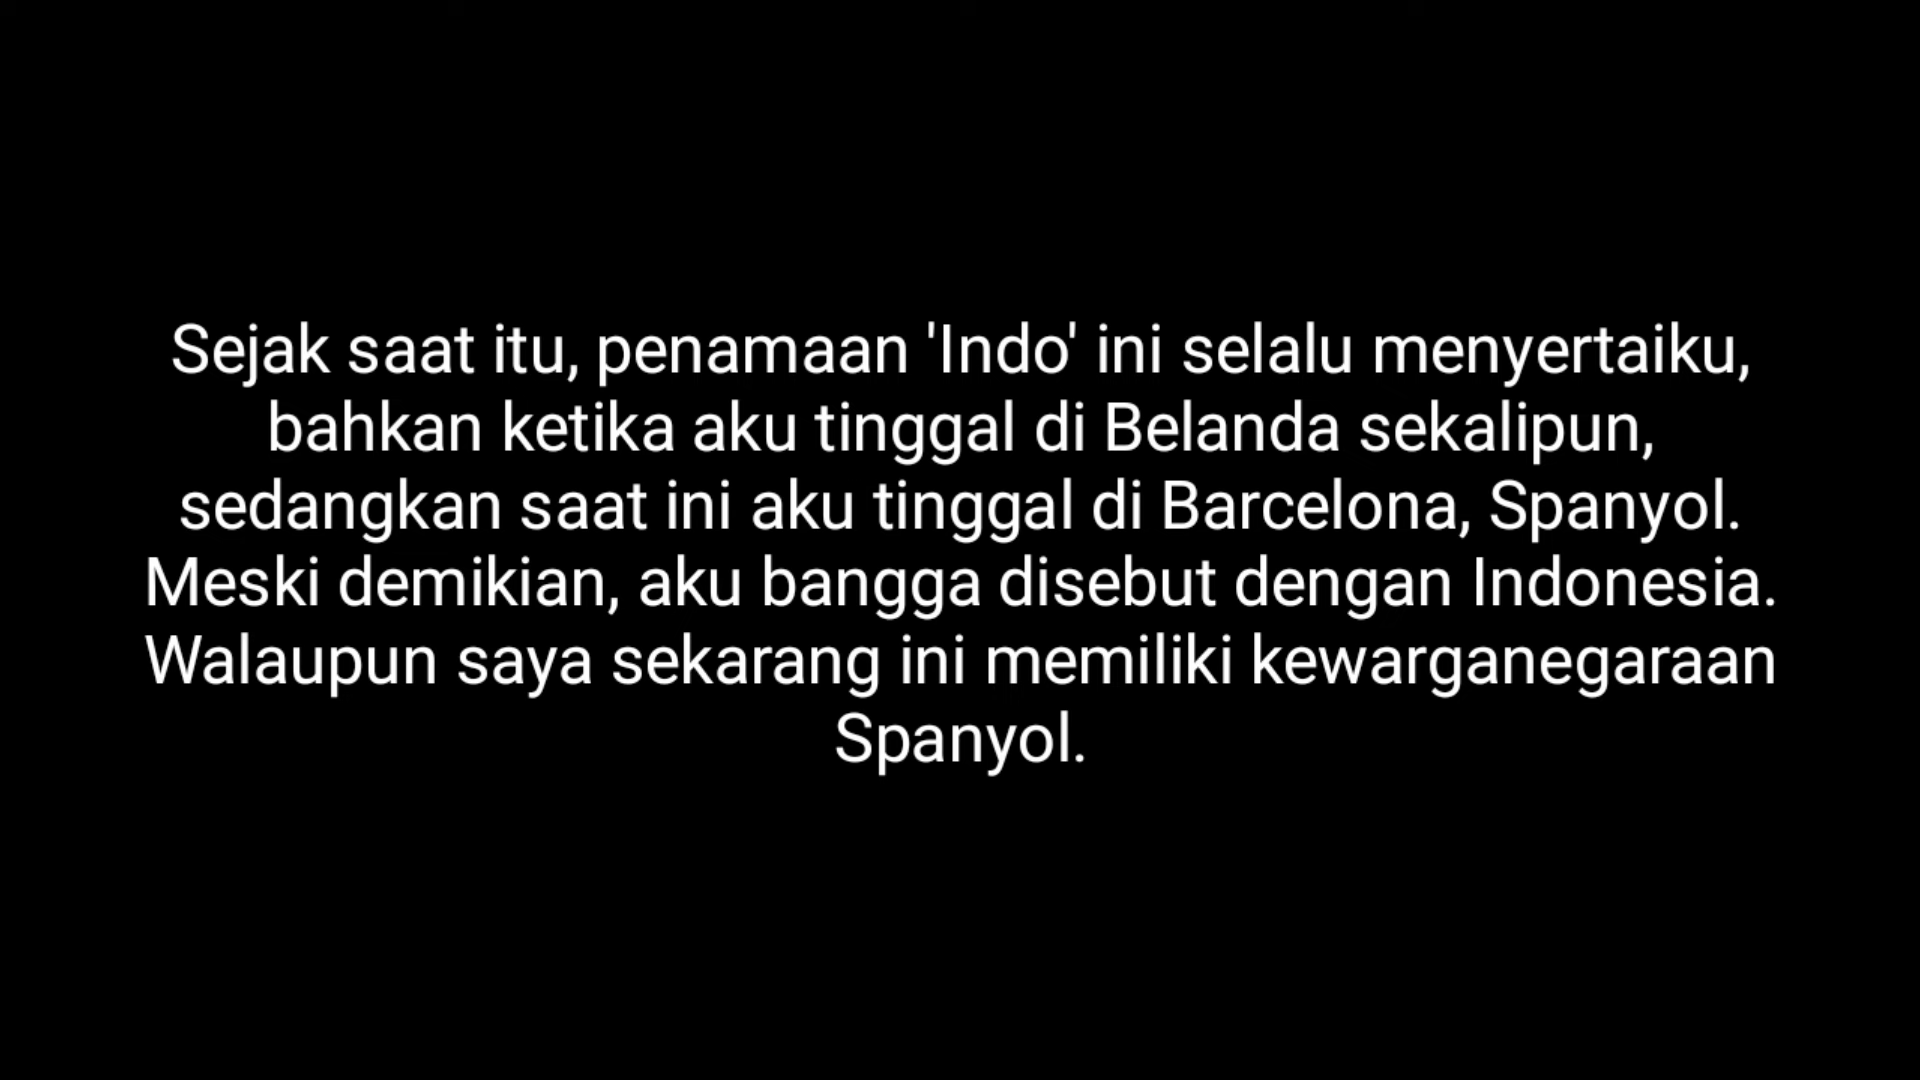 Sejak saat itu, penamaan 'Indo' ini selalu menyertaiku,
bahkan ketika aku tinggal di Belanda sekalipun,
sedangkan saat ini aku tinggal di Barcelona, Spanyol.
Meski demikian, aku bangga disebut dengan Indonesia.
Walaupun saya sekarang ini memiliki kewarganegaraan
Spanyol.